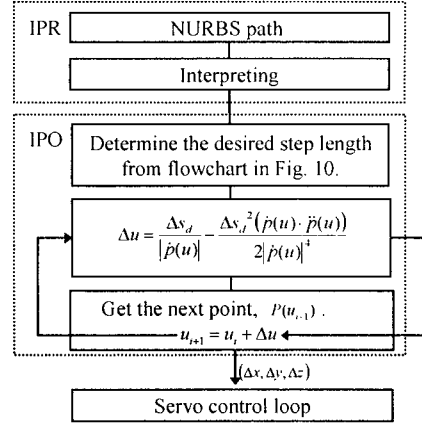 IPR
NURBS path
Interpreting
IPO
Determine the desired step length
from flowchart in Fig. 10.
Δu = Δs_d / |ṗ(u)| − Δs_d² (ṗ(u) · p̈(u)) / 2|ṗ(u)|⁴
Get the next point, P(u_{i-1}) .
u_{i+1} = u_i + Δu
(Δx, Δy, Δz)
Servo control loop